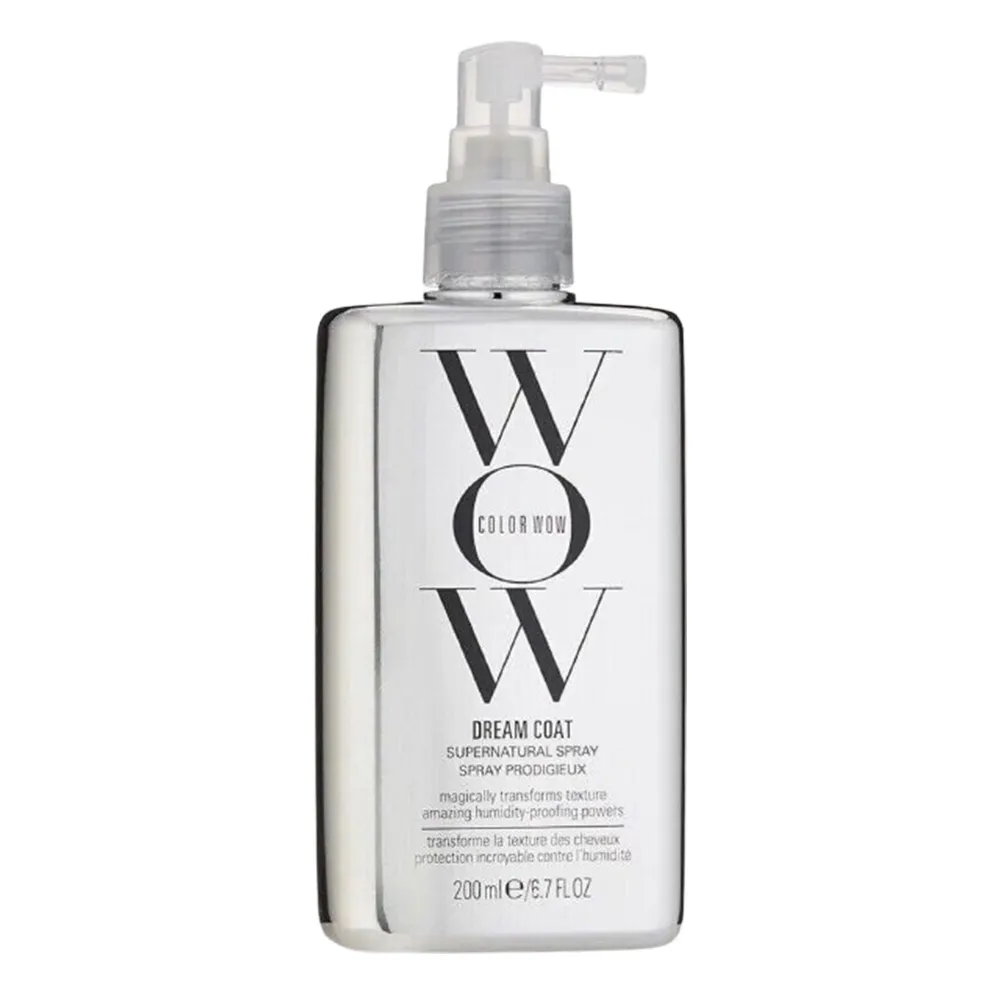 WOW
COLOR WOW
DREAM COAT
SUPERNATURAL SPRAY
SPRAY PRODIGIEUX
magically transforms texture
amazing humidity-proofing powers
transforme la texture des cheveux
protection incroyable contre l'humidité
200 ml e/6.7 FL OZ